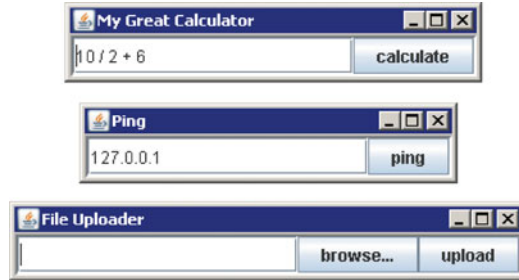 My Great Calculator
10 / 2 + 6 calculate
Ping
127.0.0.1 ping
File Uploader
browse... upload